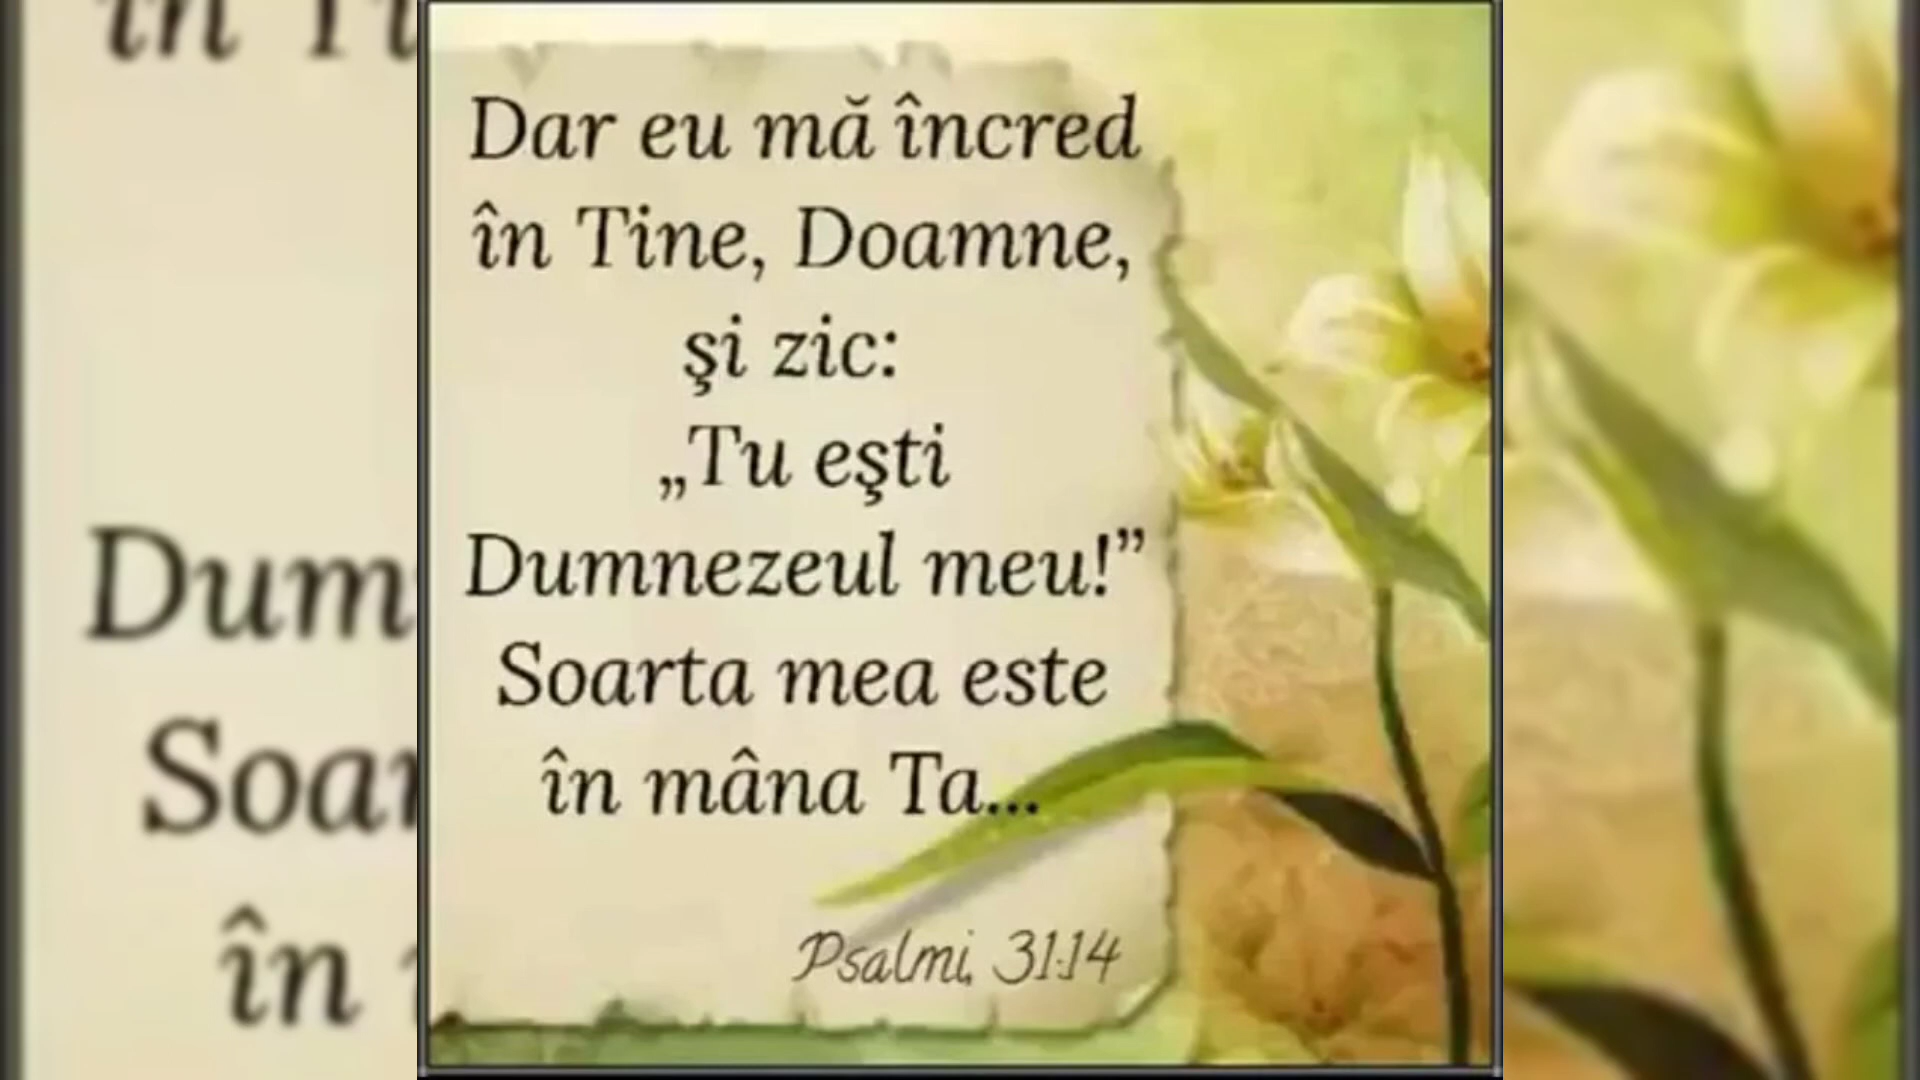 Dar eu mă încred
în Tine, Doamne,
şi zic:
„Tu eşti
Dumnezeul meu!”
Soarta mea este
în mâna Ta...
Psalmi, 31:14